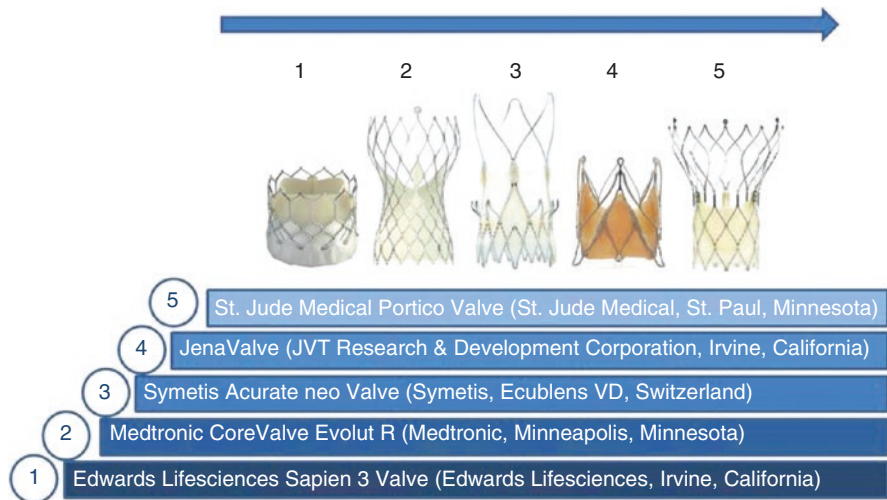 1 2 3 4 5
5 St. Jude Medical Portico Valve (St. Jude Medical, St. Paul, Minnesota)
4 JenaValve (JVT Research & Development Corporation, Irvine, California)
3 Symetis Acurate neo Valve (Symetis, Ecublens VD, Switzerland)
2 Medtronic CoreValve Evolut R (Medtronic, Minneapolis, Minnesota)
1 Edwards Lifesciences Sapien 3 Valve (Edwards Lifesciences, Irvine, California)